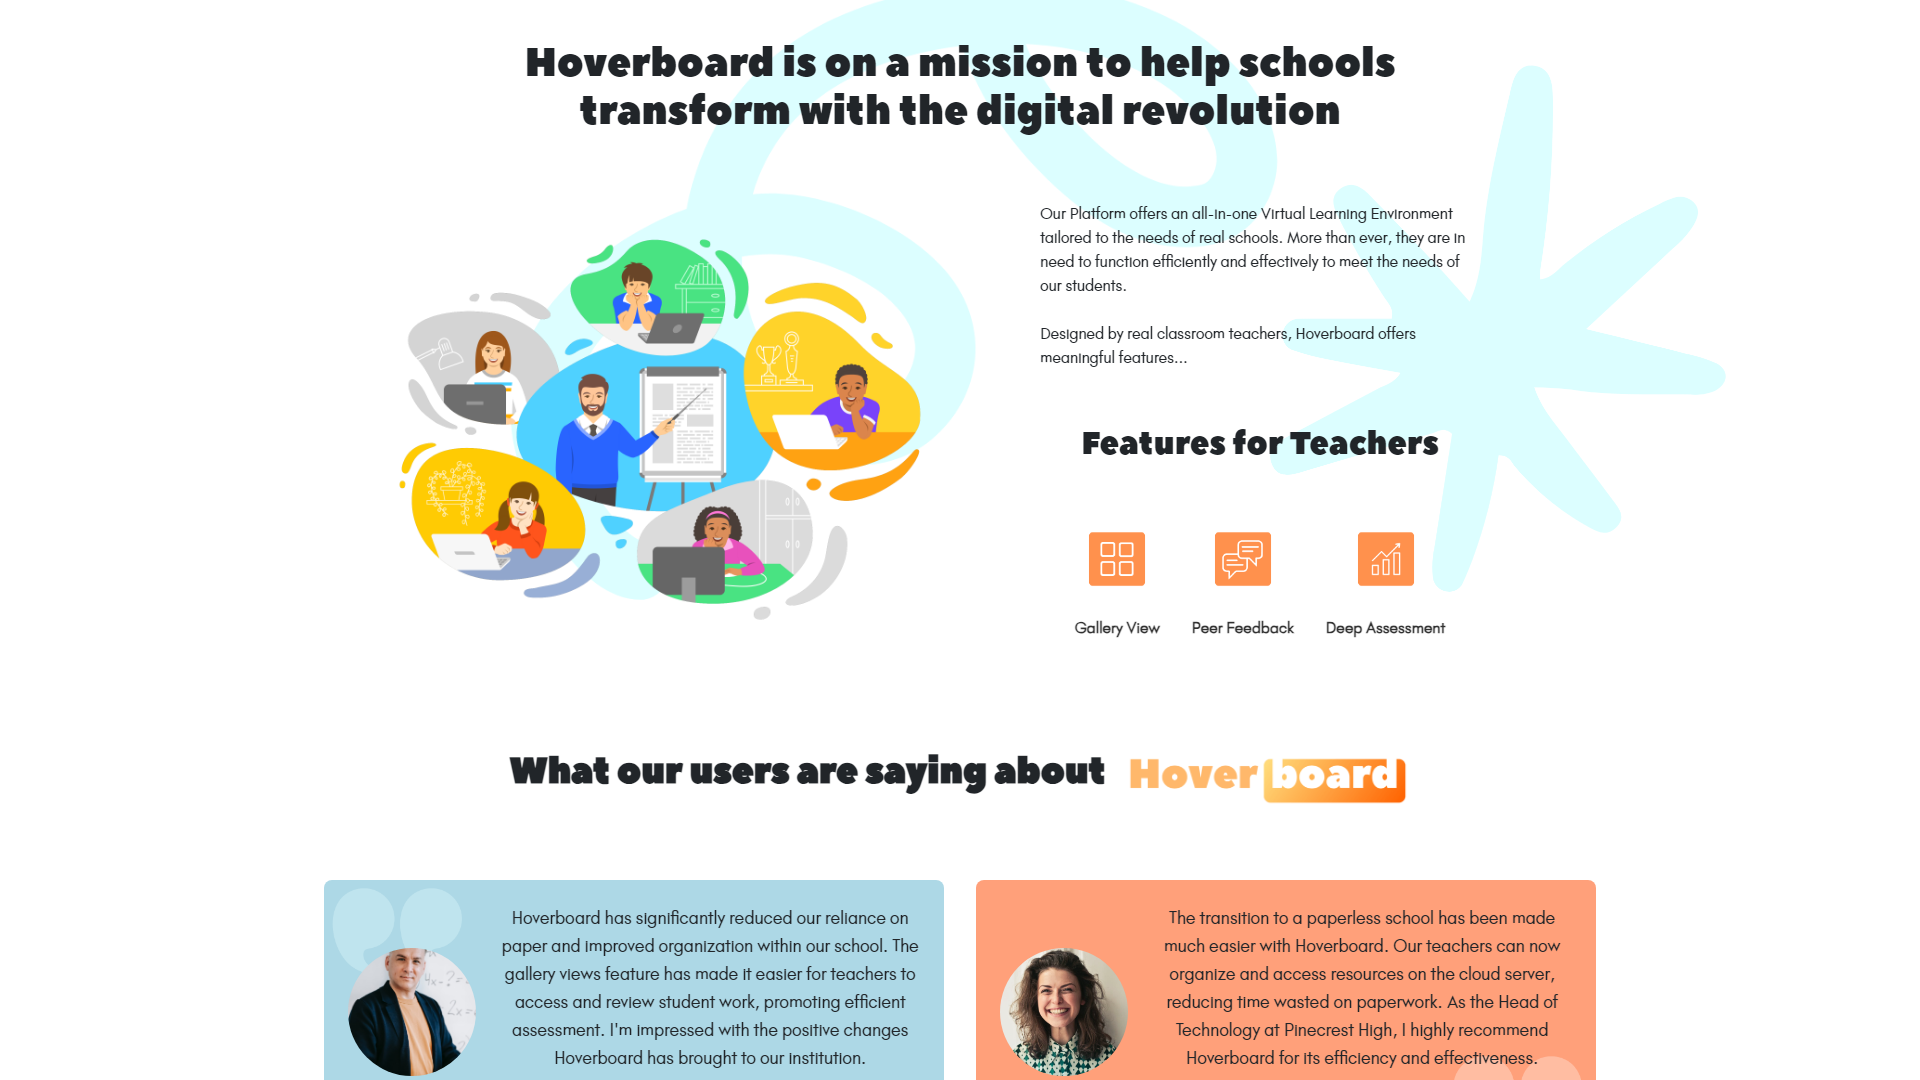 Hoverboard is on a mission to help schools
transform with the digital revolution
Our Platform offers an all-in-one Virtual Learning Environment
tailored to the needs of real schools. More than ever, they are in
need to function efficiently and effectively to meet the needs of
our students.
Designed by real classroom teachers, Hoverboard offers
meaningful features...
Features for Teachers
Gallery View Peer Feedback Deep Assessment
What our users are saying about Hoverboard
Hoverboard has significantly reduced our reliance on
paper and improved organization within our school. The
gallery views feature has made it easier for teachers to
access and review student work, promoting efficient
assessment. I'm impressed with the positive changes
Hoverboard has brought to our institution.
The transition to a paperless school has been made
much easier with Hoverboard. Our teachers can now
organize and access resources on the cloud server,
reducing time wasted on paperwork. As the Head of
Technology at Pinecrest High, I highly recommend
Hoverboard for its efficiency and effectiveness.